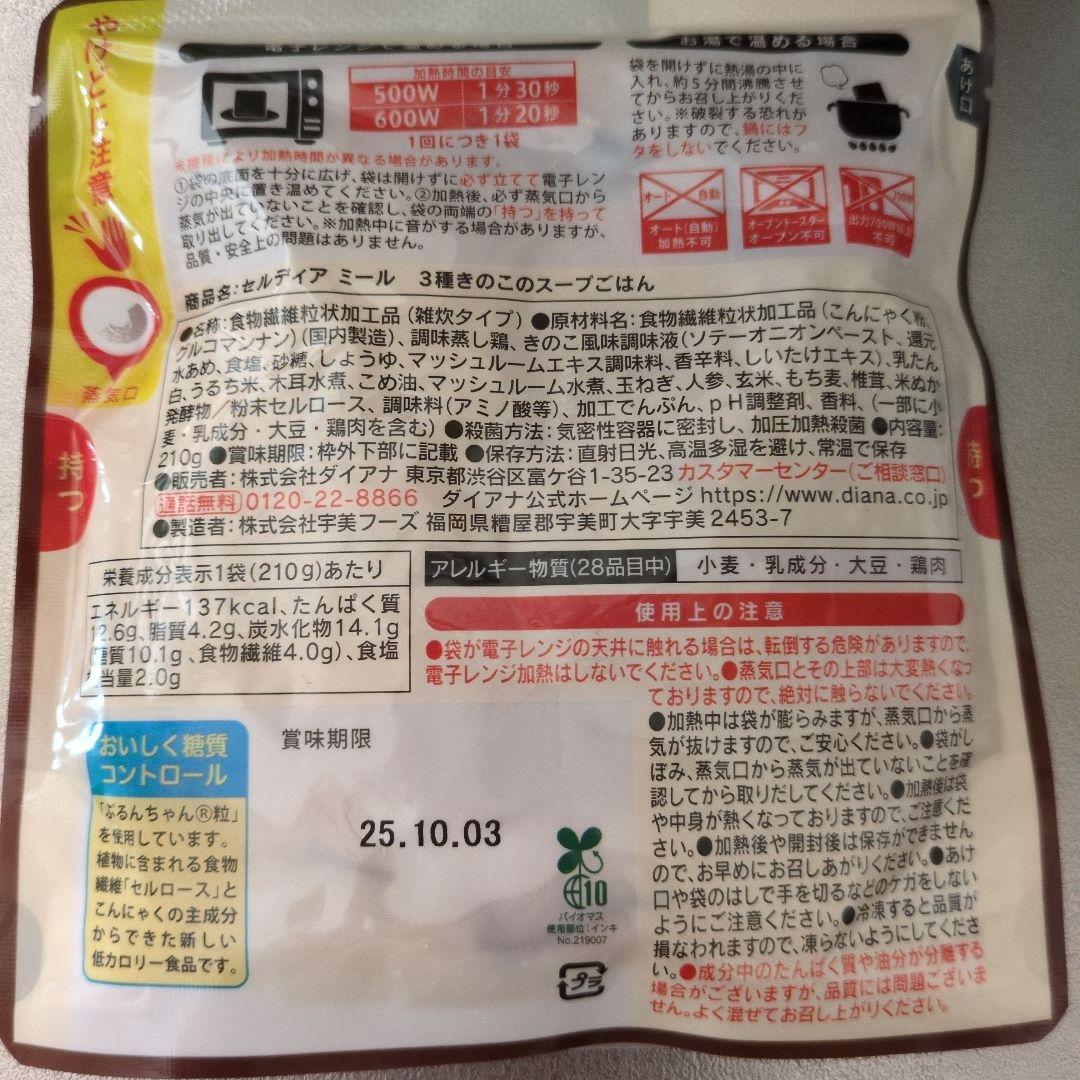 やけどに注意
電子レンジで温める場合
加熱時間の目安
500W 1分30秒
600W 1分20秒
1回につき1袋
※機種により加熱時間が異なる場合があります。
①袋の底面を十分に広げ、袋は開けずに必ず立てて電子レン
ジの中央に置き温めてください。②加熱後、必ず蒸気口から
蒸気が出ていないことを確認し、袋の両端の「持つ」を持って
取り出してください。※加熱中に音がする場合がありますが、
品質・安全上の問題はありません。
お湯で温める場合
袋を開けずに熱湯の中に
入れ、約5分間沸騰させ
てからお召し上がりくだ
さい。※破裂する恐れが
ありますので、鍋にはフ
タをしないでください。
あけ口
オート 自動
オート(自動)
加熱不可
オーブントースター
オーブン不可
700W
出力700W以上
不可
蒸気口
持つ
持つ
商品名:セルディア ミール 3種きのこのスープごはん
●名称:食物繊維粒状加工品(雑炊タイプ) ●原材料名:食物繊維粒状加工品(こんにゃく粉、
グルコマンナン)(国内製造)、調味蒸し鶏、きのこ風味調味液(ソテーオニオンペースト、還元
水あめ、食塩、砂糖、しょうゆ、マッシュルームエキス調味料、香辛料、しいたけエキス)、乳たん
白、うるち米、木耳水煮、こめ油、マッシュルーム水煮、玉ねぎ、人参、玄米、もち麦、椎茸、米ぬか
発酵物/粉末セルロース、調味料(アミノ酸等)、加工でんぷん、pH調整剤、香料、(一部に小
麦・乳成分・大豆・鶏肉を含む) ●殺菌方法:気密性容器に密封し、加圧加熱殺菌 ●内容量:
210g ●賞味期限:枠外下部に記載 ●保存方法:直射日光、高温多湿を避け、常温で保存
●販売者:株式会社ダイアナ 東京都渋谷区富ケ谷1-35-23 カスタマーセンター(ご相談窓口)
通話無料 0120-22-8866 ダイアナ公式ホームページ https://www.diana.co.jp
●製造者:株式会社宇美フーズ 福岡県糟屋郡宇美町大字宇美 2453-7
栄養成分表示1袋(210g)あたり
エネルギー137kcal、たんぱく質
12.6g、脂質4.2g、炭水化物14.1g
糖質10.1g、食物繊維4.0g)、食塩
当量2.0g
アレルギー物質(28品目中) 小麦・乳成分・大豆・鶏肉
使用上の注意
●袋が電子レンジの天井に触れる場合は、転倒する危険がありますので、
電子レンジ加熱はしないでください。●蒸気口とその上部は大変熱くなっ
ておりますので、絶対に触らないでください。
●加熱中は袋が膨らみますが、蒸気口から蒸
気が抜けますので、ご安心ください。●袋がし
ぼみ、蒸気口から蒸気が出ていないことを確
認してから取りだしてください。●加熱後は袋
や中身が熱くなっておりますので、ご注意くだ
さい。●加熱後や開封後は保存ができません
ので、お早めにお召しあがりください。●あけ
口や袋のはしで手を切るなどのケガをしない
ようにご注意ください。●冷凍すると品質が
損なわれますので、凍らないようにしてくださ
い。●成分中のたんぱく質や油分が分離する
場合がございますが、品質には問題ございま
せん。よく混ぜてお召し上がりください。
おいしく糖質
コントロール
「ぷるんちゃん®粒」
を使用しています。
植物に含まれる食物
繊維「セルロース」と
こんにゃくの主成分
からできた新しい
低カロリー食品です。
賞味期限
25.10.03
10
バイオマス
使用部位:インキ
No.219007
プラ